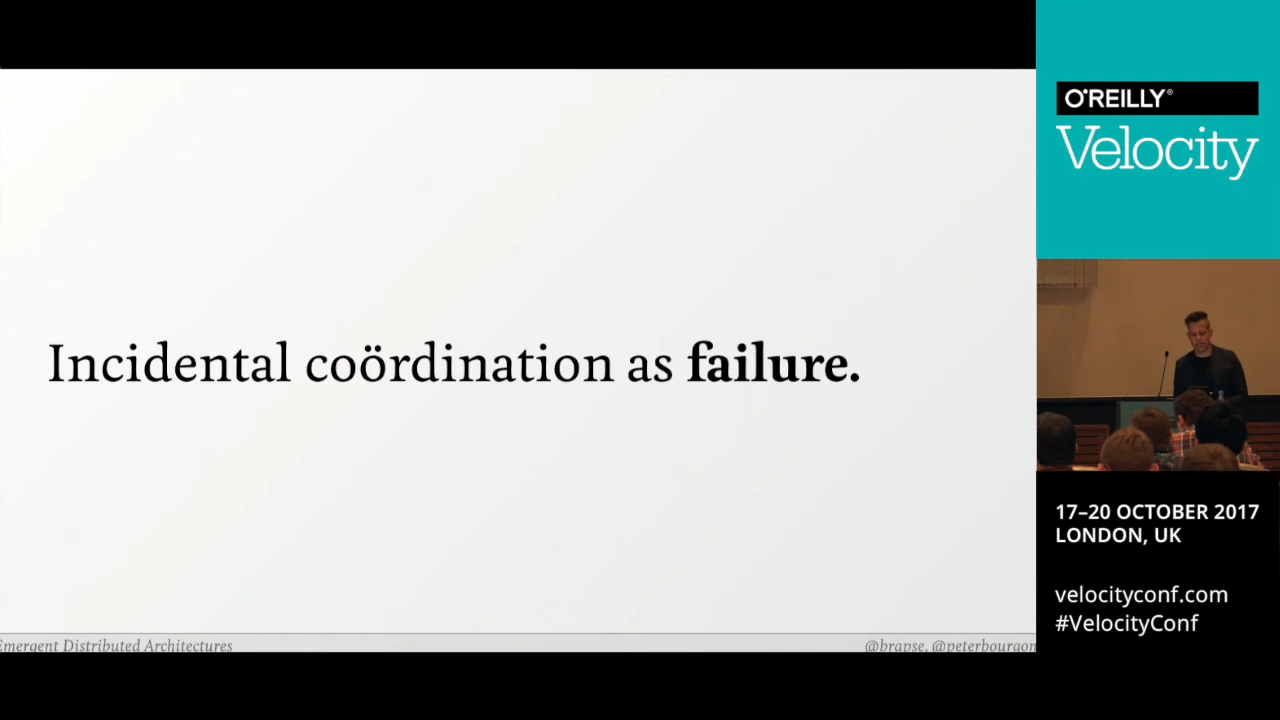 Incidental coördination as failure.
Emergent Distributed Architectures
@brapse, @peterbourgon
O'REILLY®
Velocity
17–20 OCTOBER 2017
LONDON, UK
velocityconf.com
#VelocityConf